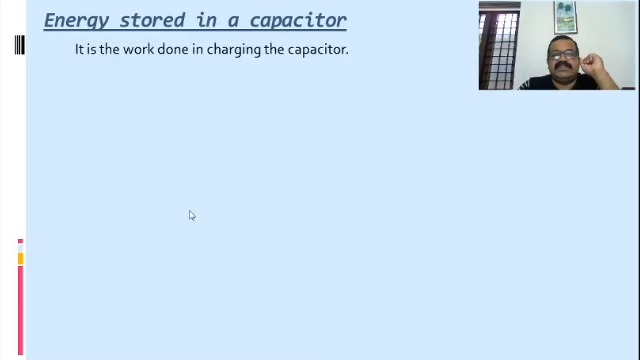 Energy stored in a capacitor
It is the work done in charging the capacitor.